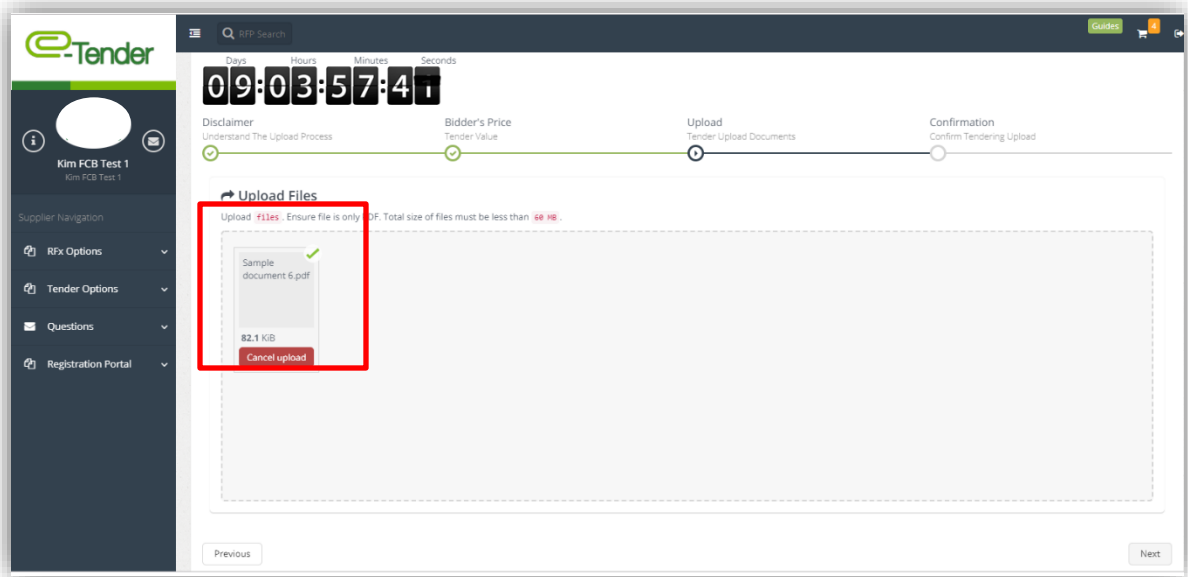 e-Tender
RFP Search
Guides
4
Days Hours Minutes Seconds
09:03:57:41
Disclaimer
Understand The Upload Process
Bidder's Price
Tender Value
Upload
Tender Upload Documents
Confirmation
Confirm Tendering Upload
Kim FCB Test 1
Kim FCB Test 1
Supplier Navigation
RFx Options
Tender Options
Questions
Registration Portal
Upload Files
Upload files. Ensure file is only PDF. Total size of files must be less than 60 MB.
Sample
document 6.pdf
82.1 KiB
Cancel upload
Previous
Next